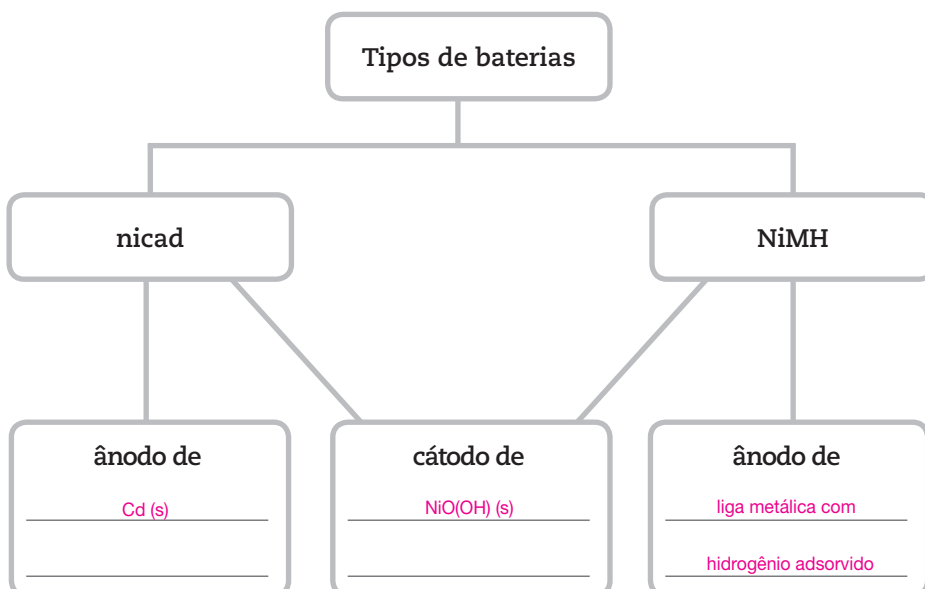 Tipos de baterias
nicad
NiMH
ânodo de
Cd (s)
cátodo de
NiO(OH) (s)
ânodo de
liga metálica com
hidrogênio adsorvido